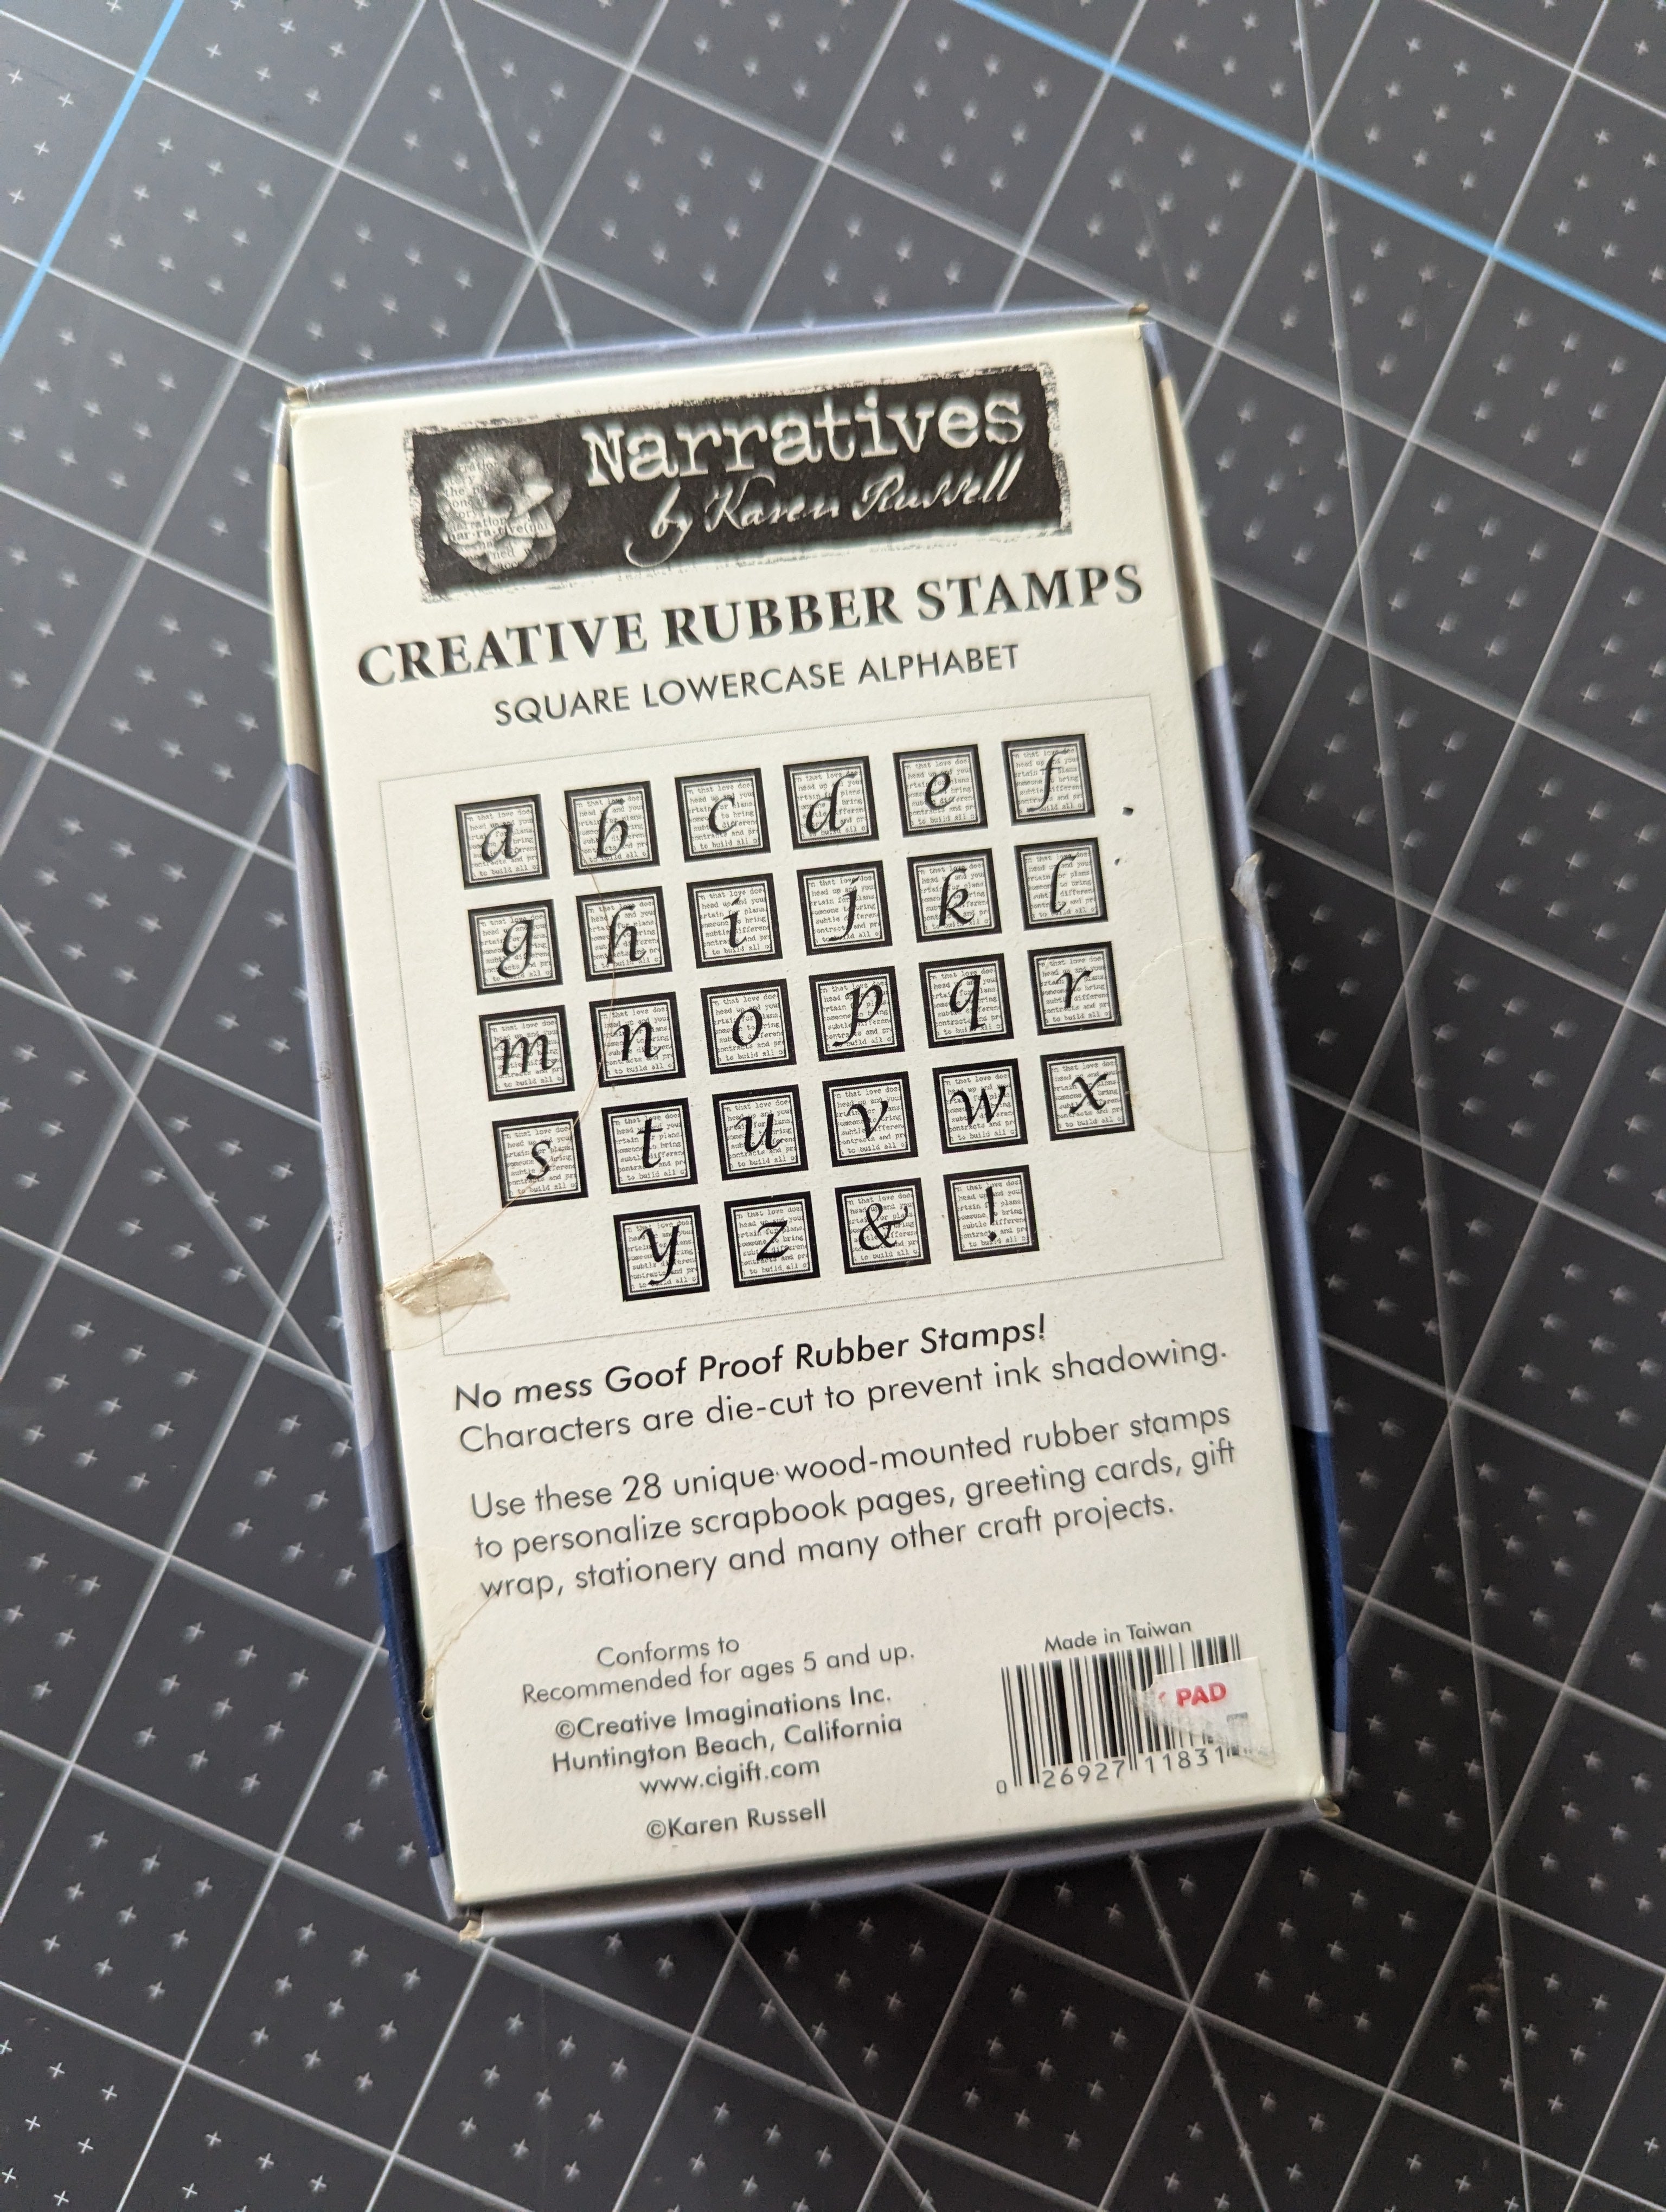 Narratives
by Karen Russell
CREATIVE RUBBER STAMPS
SQUARE LOWERCASE ALPHABET
a b c d e f
g h i j k l
m n o p q r
s t u v w x
y z & !
No mess Goof Proof Rubber Stamps!
Characters are die-cut to prevent ink shadowing.
Use these 28 unique wood-mounted rubber stamps
to personalize scrapbook pages, greeting cards, gift
wrap, stationery and many other craft projects.
Conforms to
Recommended for ages 5 and up.
©Creative Imaginations Inc.
Huntington Beach, California
www.cigift.com
©Karen Russell
Made in Taiwan
PAD
0 26927 11831